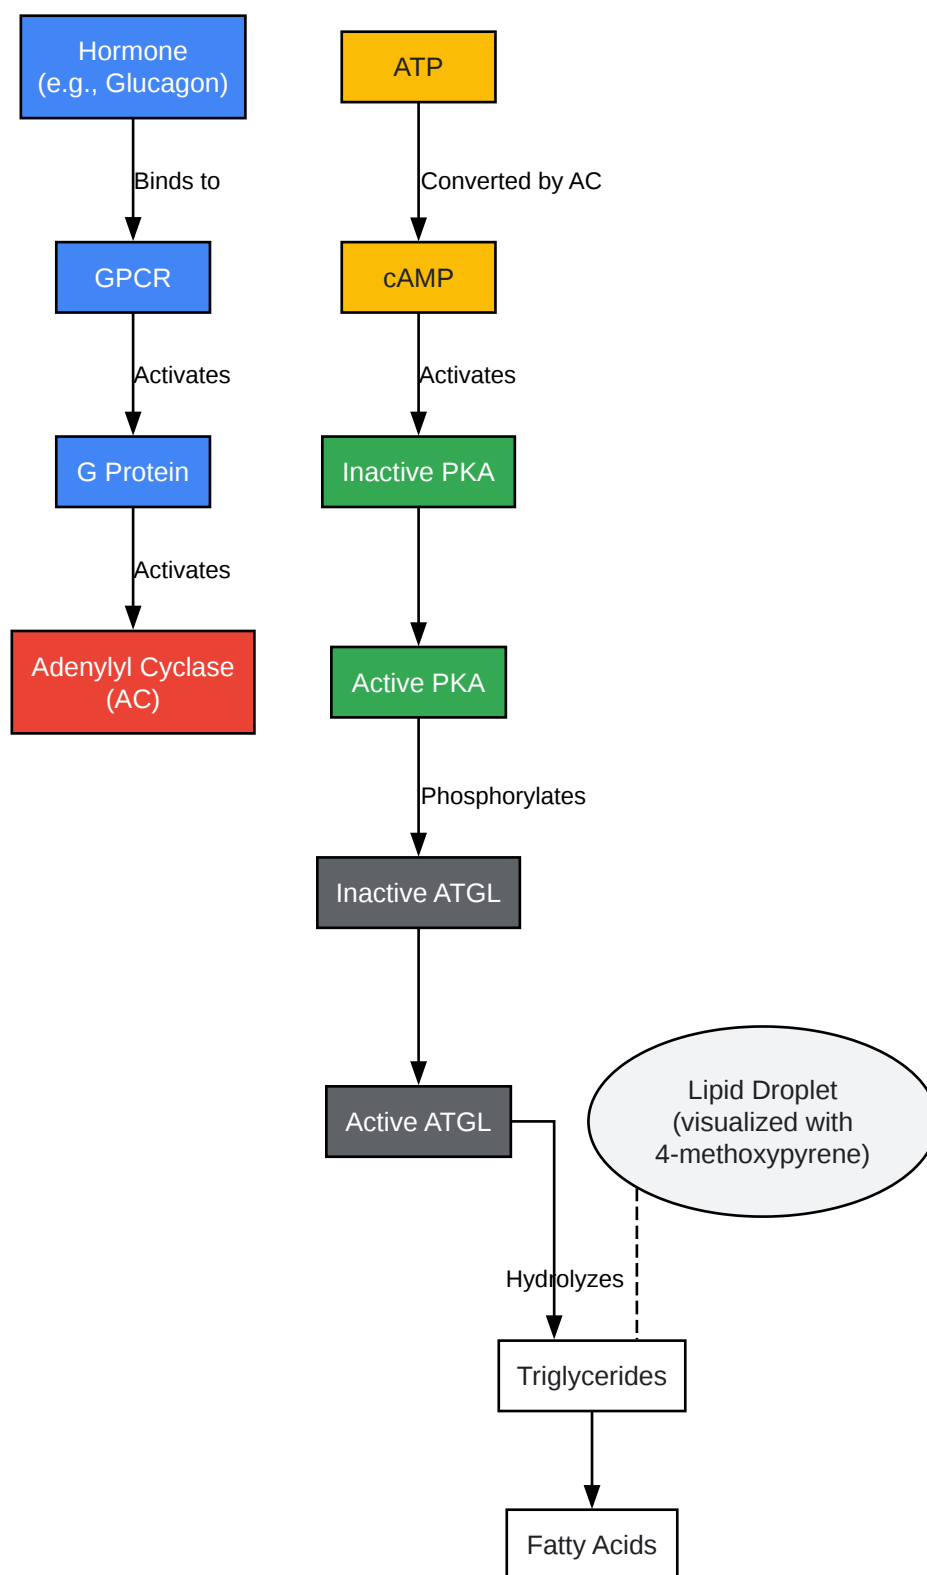 Hormone
(e.g., Glucagon)
Binds to
GPCR
Activates
G Protein
Activates
Adenylyl Cyclase
(AC)
ATP
Converted by AC
cAMP
Activates
Inactive PKA
Active PKA
Phosphorylates
Inactive ATGL
Active ATGL
Hydrolyzes
Lipid Droplet
(visualized with
4-methoxypyrene)
Triglycerides
Fatty Acids